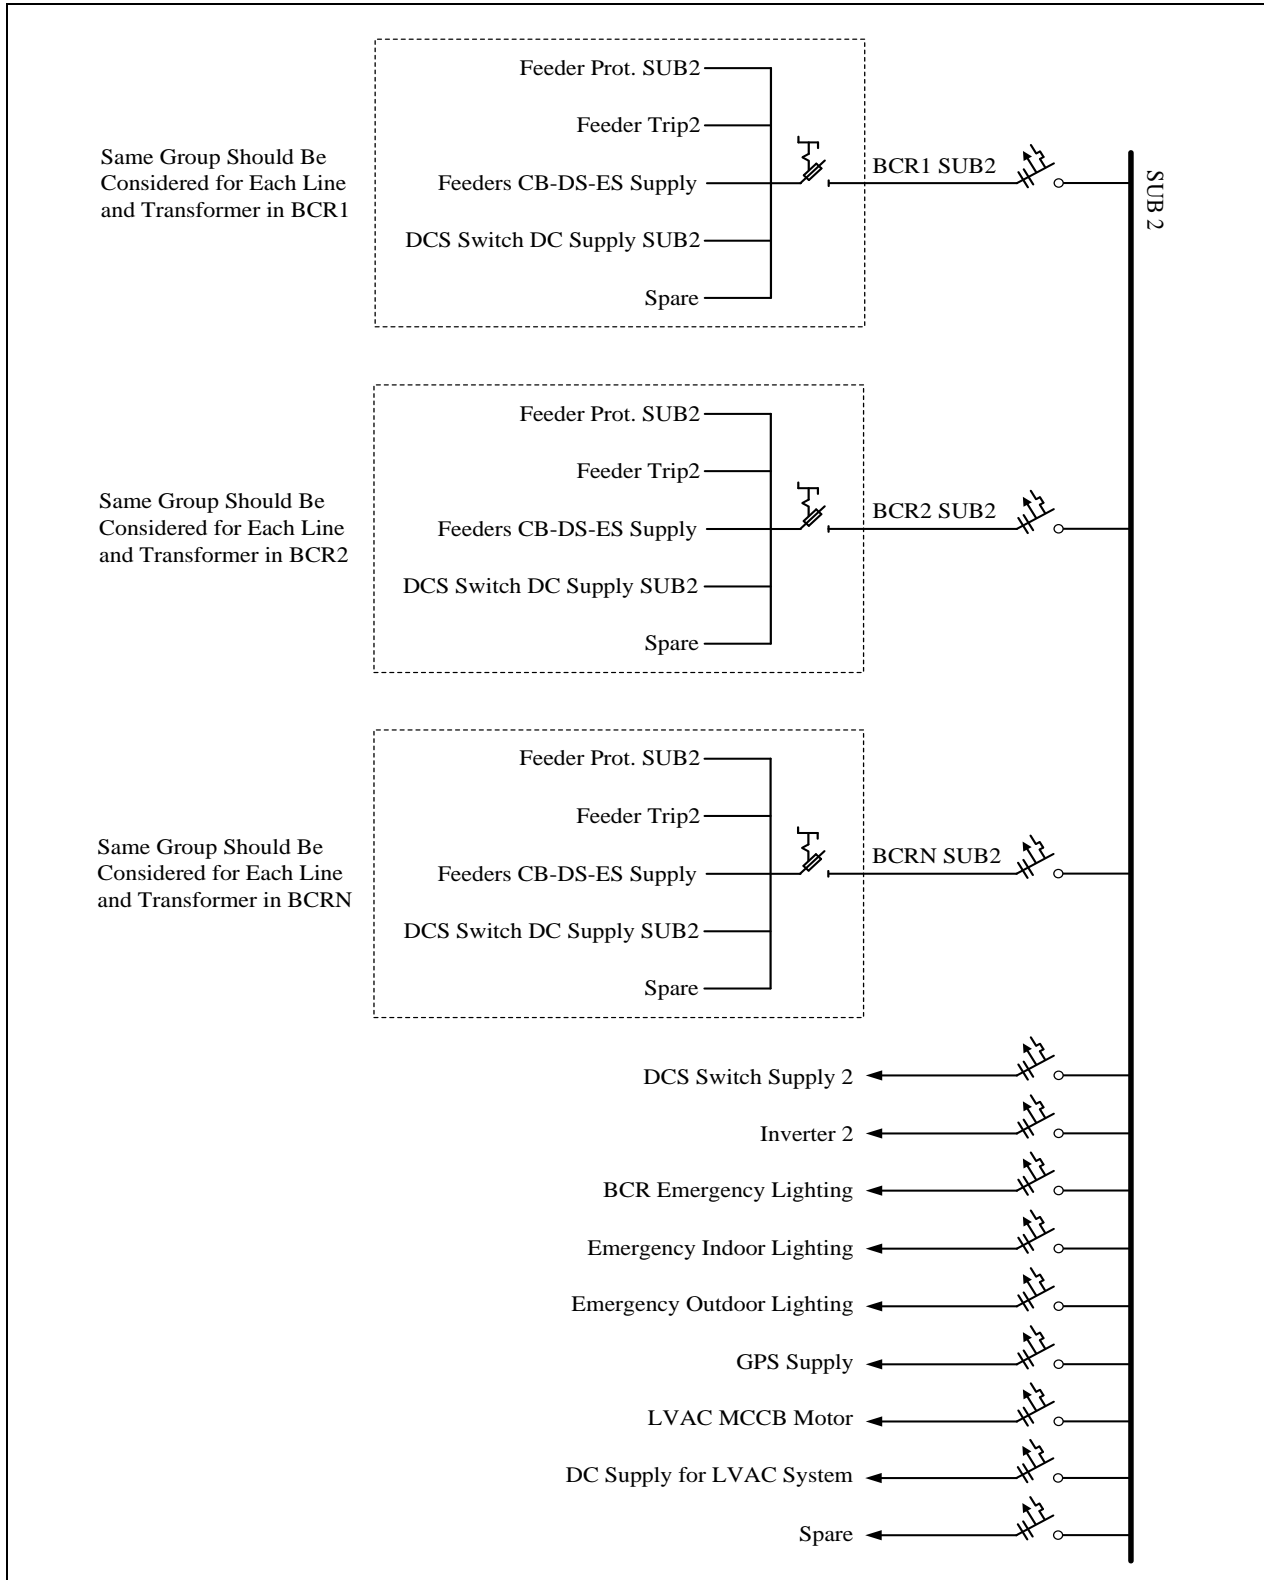 Feeder Prot. SUB2
Feeder Trip2
Same Group Should Be
Considered for Each Line
and Transformer in BCR1
Feeders CB-DS-ES Supply
BCR1 SUB2
SUB 2
DCS Switch DC Supply SUB2
Spare
Feeder Prot. SUB2
Feeder Trip2
Same Group Should Be
Considered for Each Line
and Transformer in BCR2
Feeders CB-DS-ES Supply
BCR2 SUB2
DCS Switch DC Supply SUB2
Spare
Feeder Prot. SUB2
Feeder Trip2
Same Group Should Be
Considered for Each Line
and Transformer in BCRN
Feeders CB-DS-ES Supply
BCRN SUB2
DCS Switch DC Supply SUB2
Spare
DCS Switch Supply 2
Inverter 2
BCR Emergency Lighting
Emergency Indoor Lighting
Emergency Outdoor Lighting
GPS Supply
LVAC MCCB Motor
DC Supply for LVAC System
Spare